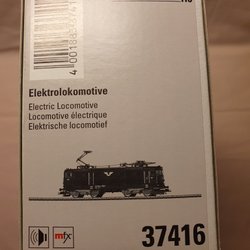 Elektrolokomotive
Electric Locomotive
Locomotive électrique
Elektrische locomotief
mfx
37416